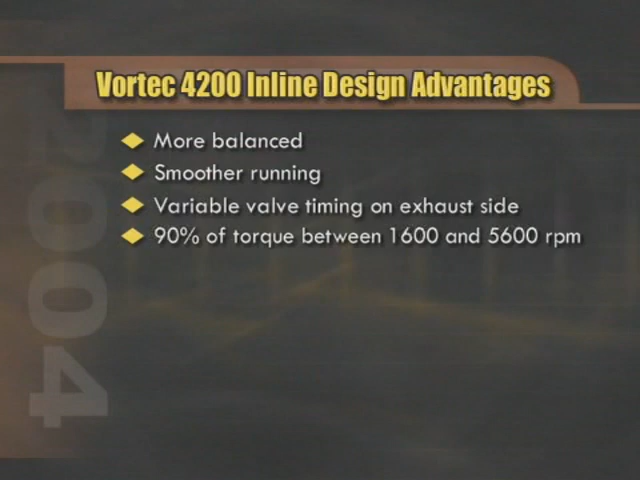 Vortec 4200 Inline Design Advantages
More balanced
Smoother running
Variable valve timing on exhaust side
90% of torque between 1600 and 5600 rpm
2004